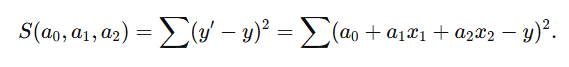 S(a₀, a₁, a₂) = ∑(y′ − y)² = ∑(a₀ + a₁x₁ + a₂x₂ − y)².